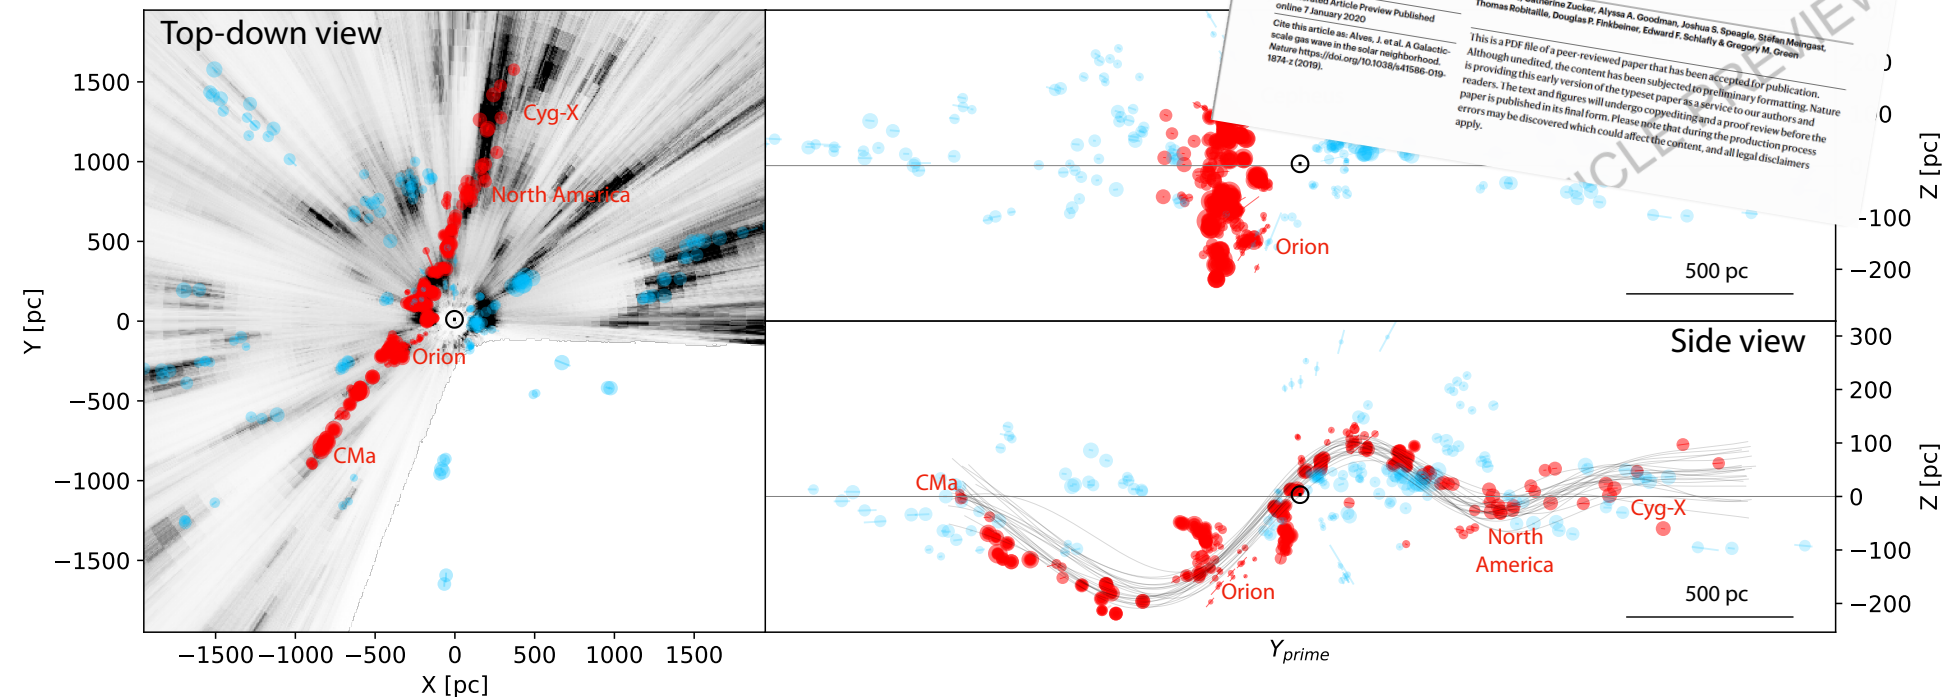 Top-down view
Cyg-X
North America
Orion
CMa
1500
1000
500
0
−500
−1000
−1500
Y [pc]
−1500
−1000
−500
0
500
1000
1500
X [pc]
Article Preview Published
online 7 January 2020
Cite this article as: Alves, J. et al. A Galactic-
scale gas wave in the solar neighborhood.
Nature https://doi.org/10.1038/s41586-019-
1874-z (2019).
Catherine Zucker, Alyssa A. Goodman, Joshua S. Speagle, Stefan Meingast,
Thomas Robitaille, Douglas P. Finkbeiner, Edward F. Schlafly & Gregory M. Green
This is a PDF file of a peer-reviewed paper that has been accepted for publication.
Although unedited, the content has been subjected to preliminary formatting. Nature
is providing this early version of the typeset paper as a service to our authors and
readers. The text and figures will undergo copyediting and a proof review before the
paper is published in its final form. Please note that during the production process
errors may be discovered which could affect the content, and all legal disclaimers
apply.
Orion
500 pc
0
0
-100
−200
Z [pc]
Side view
CMa
Orion
North
America
Cyg-X
500 pc
300
200
100
0
−100
−200
Z [pc]
Yprime